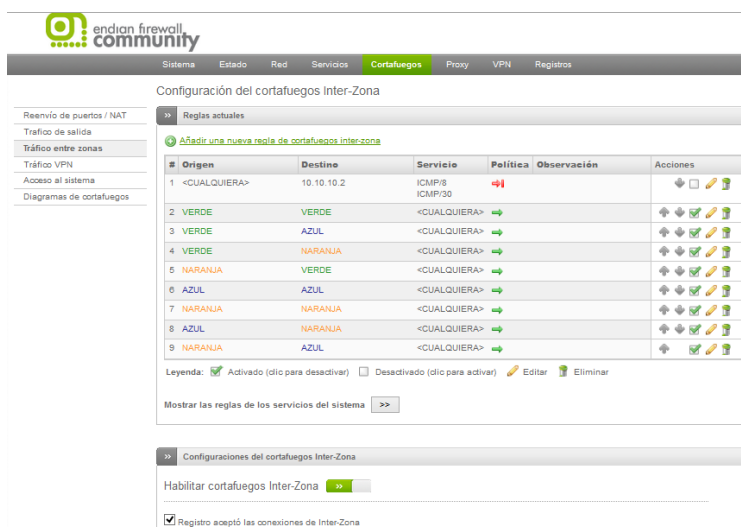 endian firewall
community
Sistema Estado Red Servicios Cortafuegos Proxy VPN Registros
Configuración del cortafuegos Inter-Zona
Reenvío de puertos / NAT
Trafico de salida
Tráfico entre zonas
Tráfico VPN
Acceso al sistema
Diagramas de cortafuegos
>> Reglas actuales
Añadir una nueva regla de cortafuegos inter-zona
# Origen Destino Servicio Política Observación Acciones
1 <CUALQUIERA> 10.10.10.2 ICMP/8
ICMP/30
2 VERDE VERDE <CUALQUIERA>
3 VERDE AZUL <CUALQUIERA>
4 VERDE NARANJA <CUALQUIERA>
5 NARANJA VERDE <CUALQUIERA>
6 AZUL AZUL <CUALQUIERA>
7 NARANJA NARANJA <CUALQUIERA>
8 AZUL NARANJA <CUALQUIERA>
9 NARANJA AZUL <CUALQUIERA>
Leyenda: Activado (clic para desactivar) Desactivado (clic para activar) Editar Eliminar
Mostrar las reglas de los servicios del sistema >>
>> Configuraciones del cortafuegos Inter-Zona
Habilitar cortafuegos Inter-Zona >>
Registro aceptó las conexiones de Inter-Zona